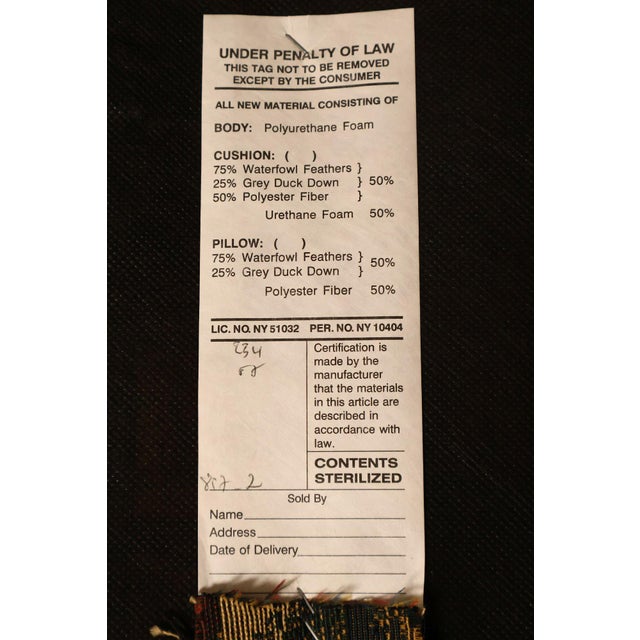 UNDER PENALTY OF LAW
THIS TAG NOT TO BE REMOVED
EXCEPT BY THE CONSUMER
ALL NEW MATERIAL CONSISTING OF
BODY: Polyurethane Foam
CUSHION: ( )
75% Waterfowl Feathers }
25% Grey Duck Down } 50%
50% Polyester Fiber }
Urethane Foam 50%
PILLOW: ( )
75% Waterfowl Feathers } 50%
25% Grey Duck Down }
Polyester Fiber 50%
LIC. NO. NY 51032 PER. NO. NY 10404
234
Certification is
made by the
manufacturer
that the materials
in this article are
described in
accordance with
law.
CONTENTS
STERILIZED
Sold By
Name
Address
Date of Delivery